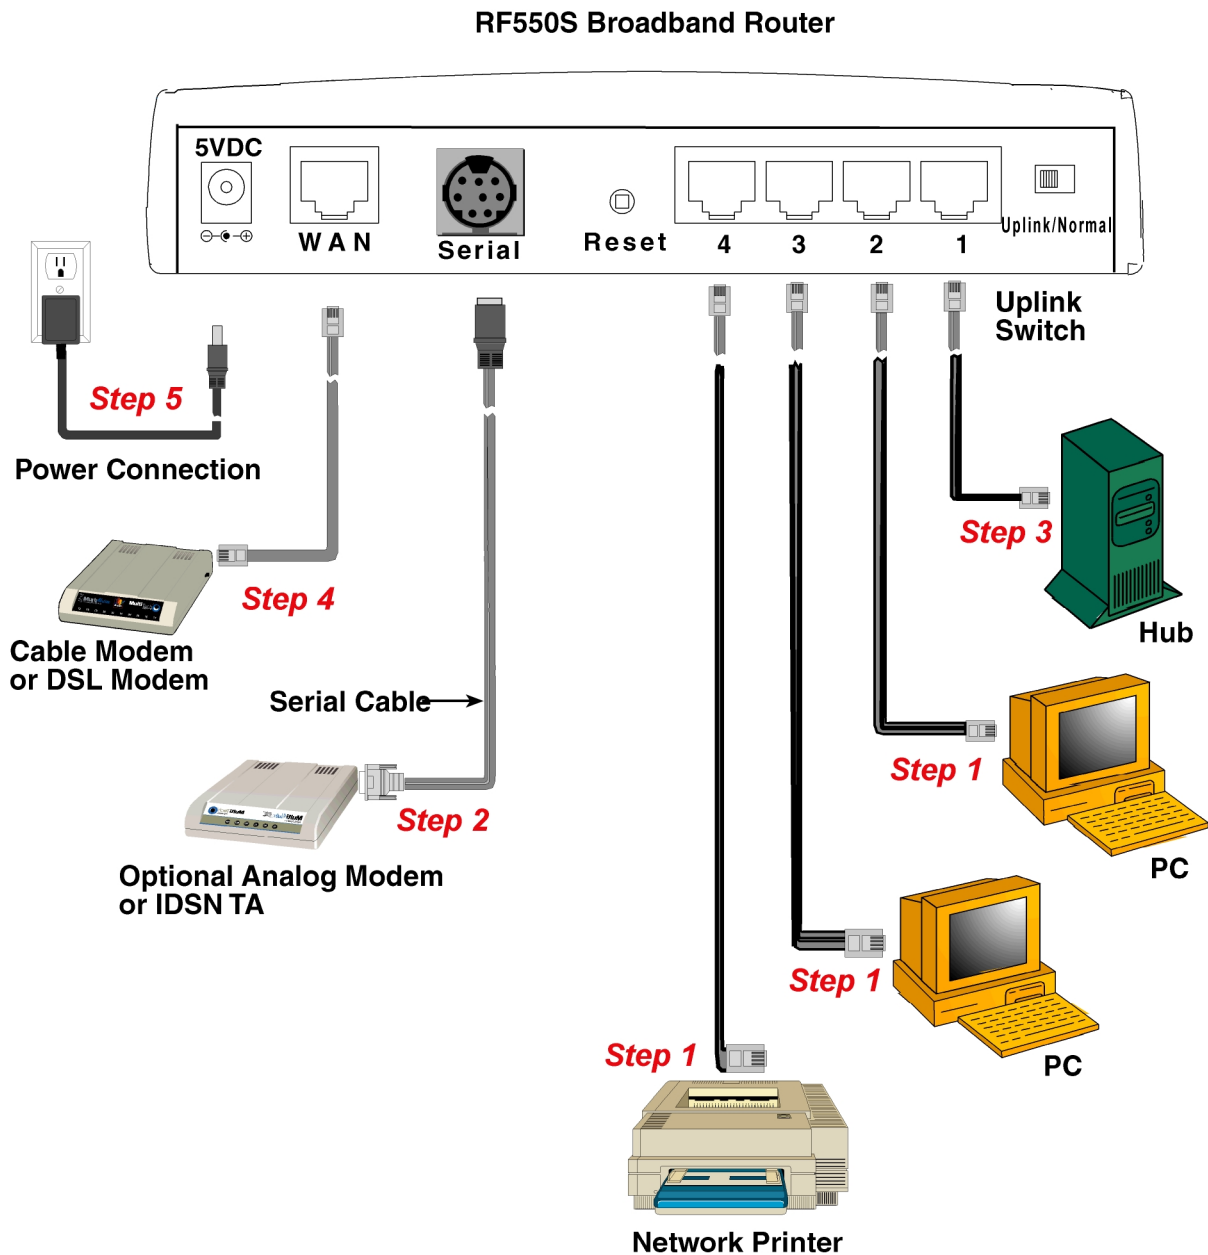 RF550S Broadband Router
5VDC
WAN
Serial
Reset
4
3
2
1
Uplink/Normal
Uplink
Switch
Step 5
Power Connection
Step 3
Hub
Step 4
Cable Modem
or DSL Modem
Serial Cable
Step 1
PC
Step 2
Optional Analog Modem
or IDSN TA
Step 1
PC
Step 1
Network Printer